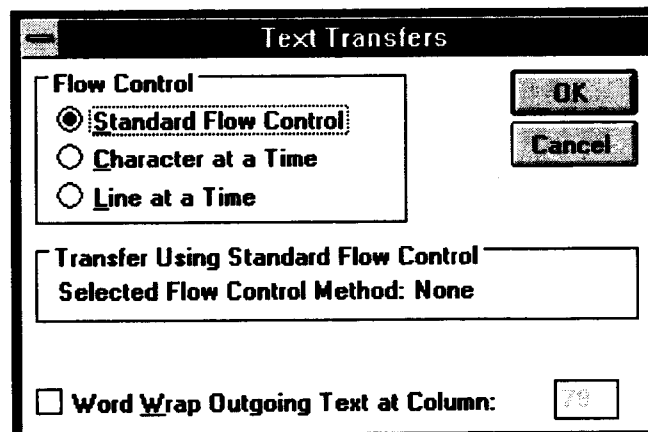 Text Transfers
Flow Control
Standard Flow Control
Character at a Time
Line at a Time
OK
Cancel
Transfer Using Standard Flow Control
Selected Flow Control Method: None
Word Wrap Outgoing Text at Column: 79